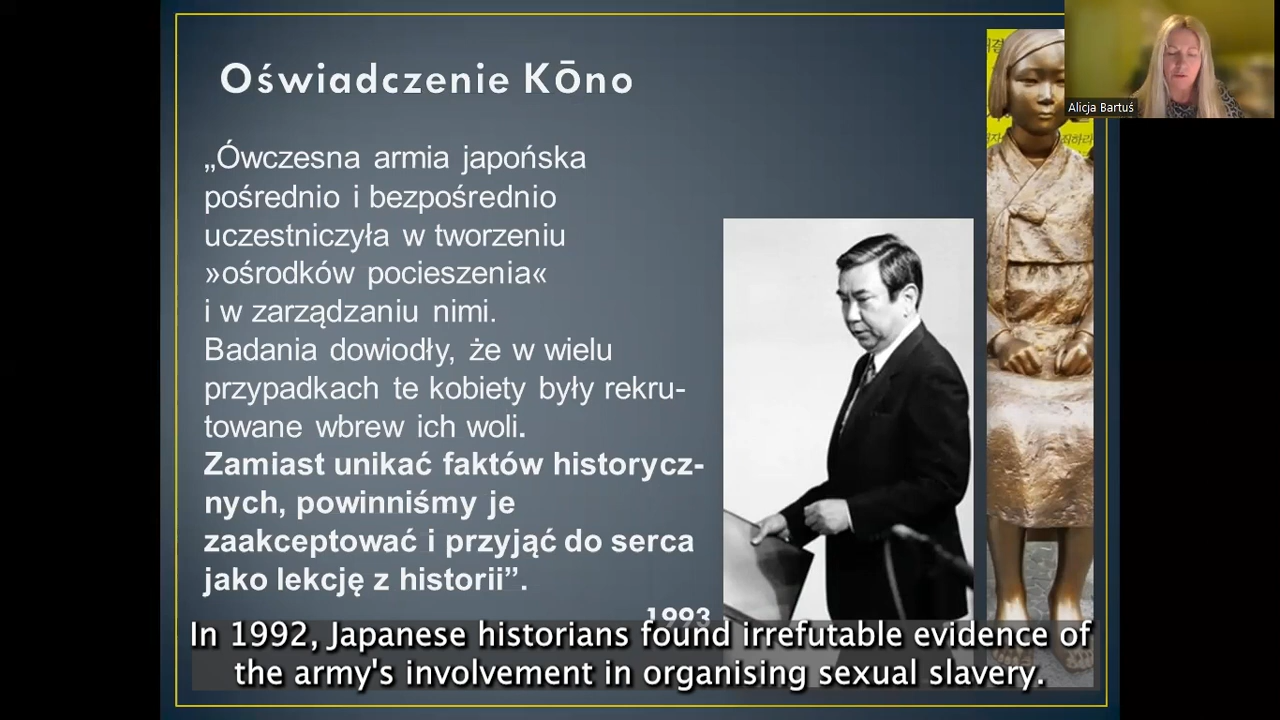 Oświadczenie Kōno
„Ówczesna armia japońska
pośrednio i bezpośrednio
uczestniczyła w tworzeniu
»ośrodków pocieszenia«
i w zarządzaniu nimi.
Badania dowiodły, że w wielu
przypadkach te kobiety były rekru-
towane wbrew ich woli.
Zamiast unikać faktów historycz-
nych, powinniśmy je
zaakceptować i przyjąć do serca
jako lekcję z historii”.
1993
Alicja Bartuś
In 1992, Japanese historians found irrefutable evidence of
the army's involvement in organising sexual slavery.